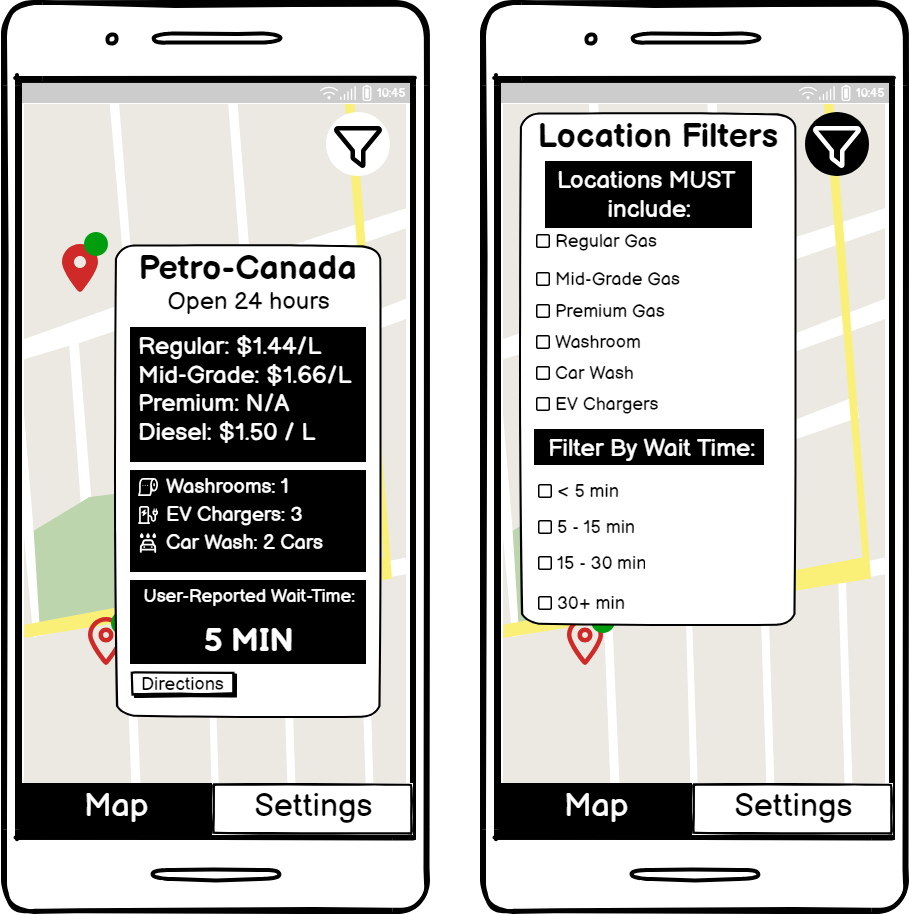 10:45
Petro-Canada
Open 24 hours
Regular: $1.44/L
Mid-Grade: $1.66/L
Premium: N/A
Diesel: $1.50 / L
Washrooms: 1
EV Chargers: 3
Car Wash: 2 Cars
User-Reported Wait-Time:
5 MIN
Directions
Map
Settings
10:45
Location Filters
Locations MUST
include:
Regular Gas
Mid-Grade Gas
Premium Gas
Washroom
Car Wash
EV Chargers
Filter By Wait Time:
< 5 min
5 - 15 min
15 - 30 min
30+ min
Map
Settings